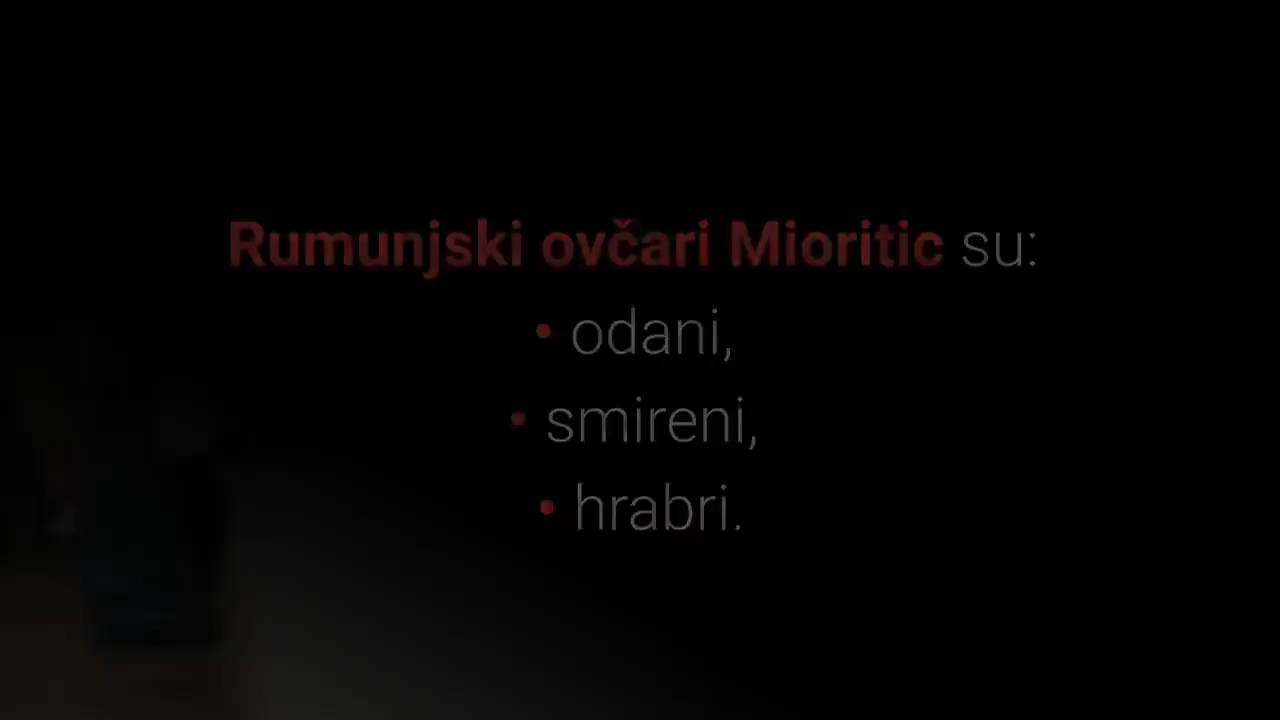 Rumunjski ovčari Mioritic su:
• odani,
• smireni,
• hrabri.